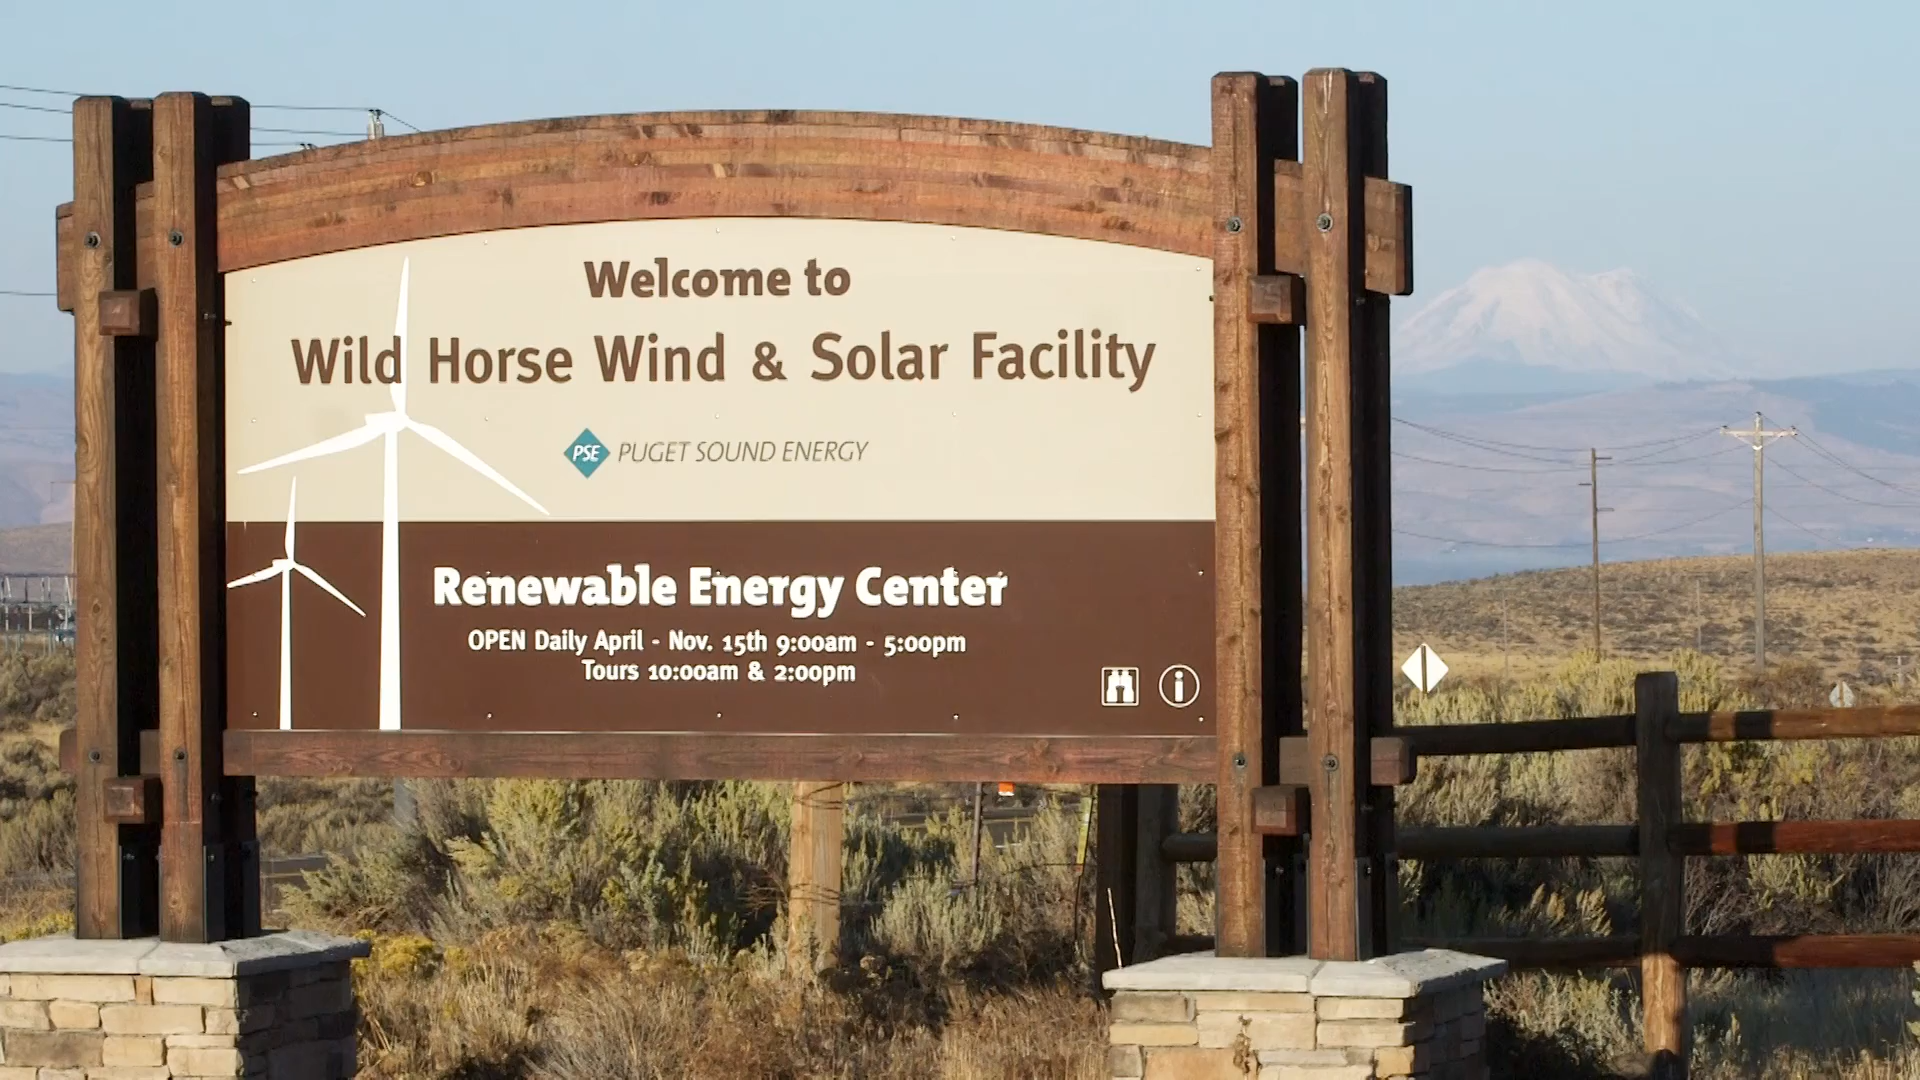 Welcome to
Wild Horse Wind & Solar Facility
PSE PUGET SOUND ENERGY
Renewable Energy Center
OPEN Daily April - Nov. 15th 9:00am - 5:00pm
Tours 10:00am & 2:00pm
i